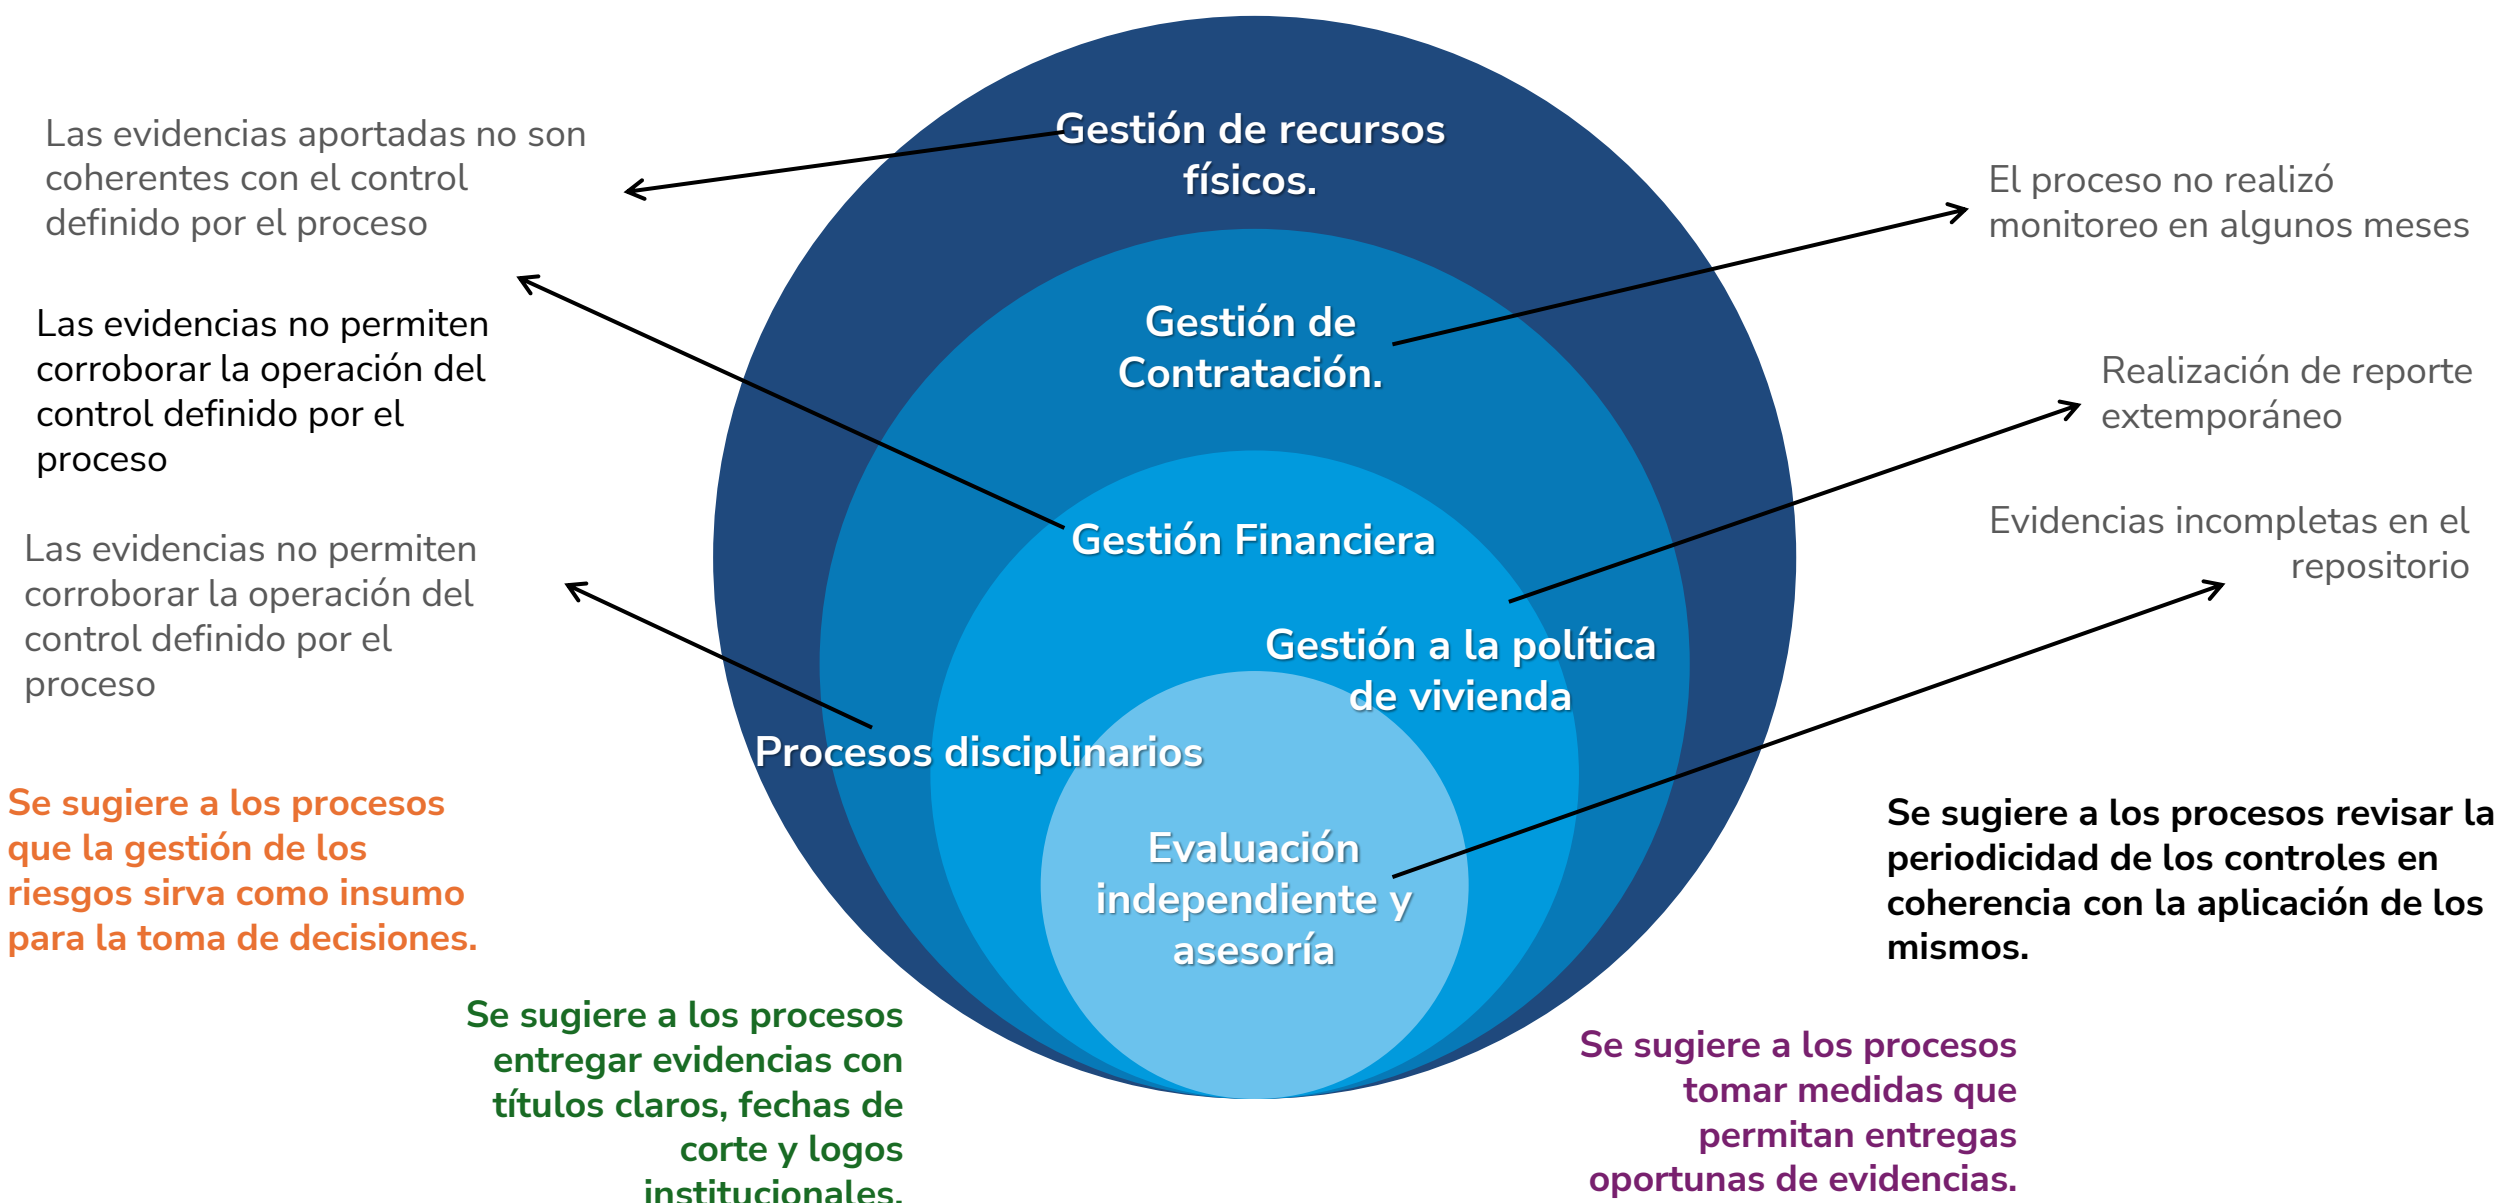 Gestión de recursos
físicos.
Las evidencias aportadas no son
coherentes con el control
definido por el proceso
El proceso no realizó
monitoreo en algunos meses
Gestión de
Contratación.
Las evidencias no permiten
corroborar la operación del
control definido por el
proceso
Realización de reporte
extemporáneo
Gestión Financiera
Evidencias incompletas en el
repositorio
Las evidencias no permiten
corroborar la operación del
control definido por el
proceso
Gestión a la política
de vivienda
Procesos disciplinarios
Evaluación
independiente y
asesoría
Se sugiere a los procesos
que la gestión de los
riesgos sirva como insumo
para la toma de decisiones.
Se sugiere a los procesos revisar la
periodicidad de los controles en
coherencia con la aplicación de los
mismos.
Se sugiere a los procesos
entregar evidencias con
títulos claros, fechas de
corte y logos
institucionales.
Se sugiere a los procesos
tomar medidas que
permitan entregas
oportunas de evidencias.